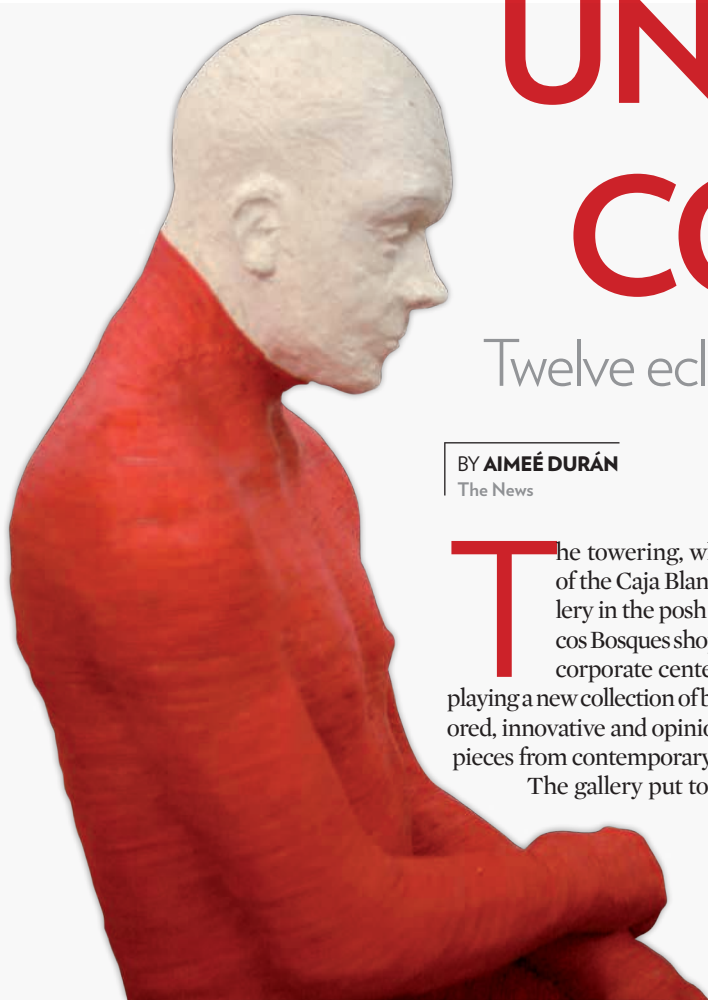 UN
CO
Twelve ecl
BY AIMEÉ DURÁN
The News
The towering, wh
of the Caja Blan
lery in the posh
cos Bosques sho
corporate cente
playing a new collection of b
ored, innovative and opinio
pieces from contemporary
The gallery put to